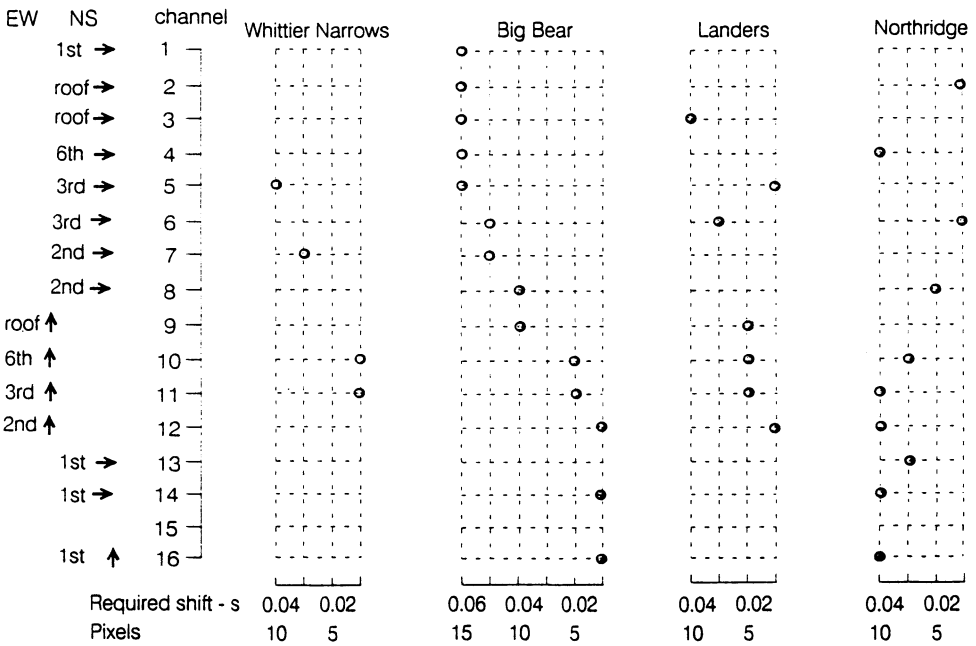 EW NS channel Whittier Narrows Big Bear Landers Northridge
1st → 1
roof → 2
roof → 3
6th → 4
3rd → 5
3rd → 6
2nd → 7
2nd → 8
roof ↑ 9
6th ↑ 10
3rd ↑ 11
2nd ↑ 12
1st → 13
1st → 14
15
1st ↑ 16
Required shift - s 0.04 0.02 0.06 0.04 0.02 0.04 0.02 0.04 0.02
Pixels 10 5 15 10 5 10 5 10 5